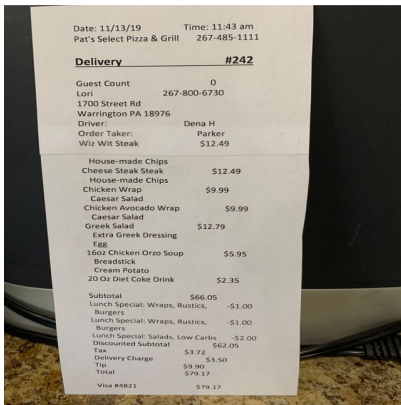 Date: 11/13/19 Time: 11:43 am
Pat's Select Pizza & Grill 267-485-1111
Delivery #242
Guest Count 0
Lori 267-800-6730
1700 Street Rd
Warrington PA 18976
Driver: Dena H
Order Taker: Parker
Wiz Wit Steak $12.49
House-made Chips
Cheese Steak Steak $12.49
House-made Chips
Chicken Wrap $9.99
Caesar Salad
Chicken Avocado Wrap $9.99
Caesar Salad
Greek Salad $12.79
Extra Greek Dressing
Egg
16oz Chicken Orzo Soup $5.95
Breadstick
Cream Potato
20 Oz Diet Coke Drink $2.35
Subtotal $66.05
Lunch Special: Wraps, Rustics, -$1.00
Burgers
Lunch Special: Wraps, Rustics, -$1.00
Burgers
Lunch Special: Salads, Low Carbs -$2.00
Discounted Subtotal $62.05
Tax $3.72
Delivery Charge $3.50
Tip $9.90
Total $79.17
Visa #4821 $79.17